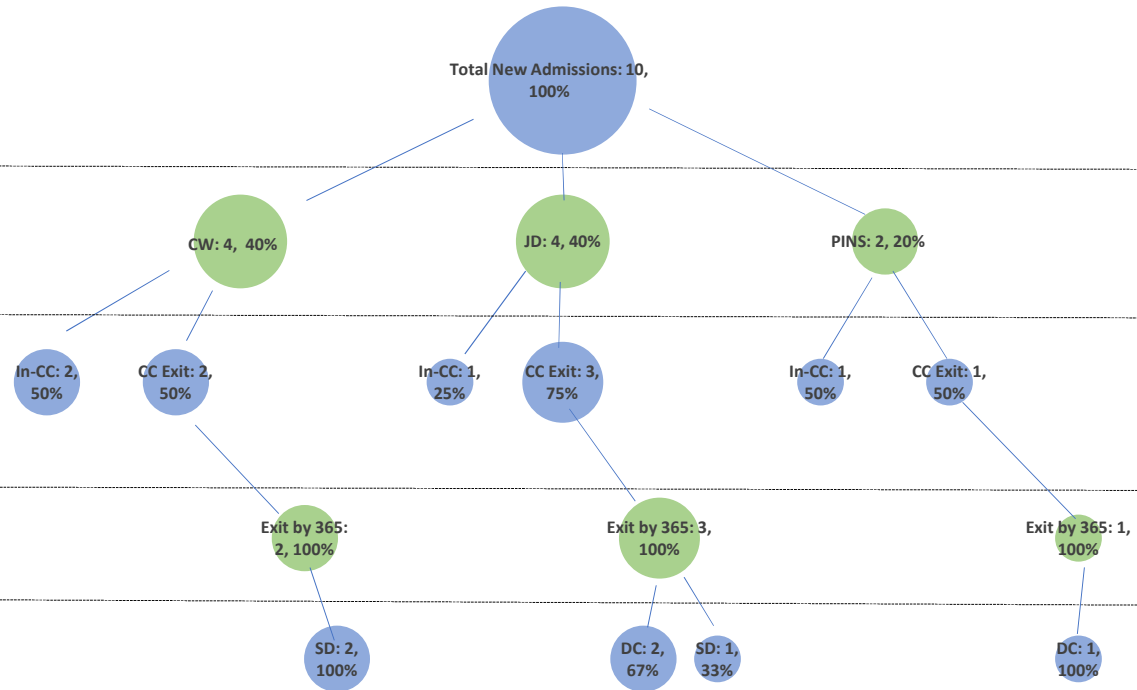 Total New Admissions: 10,
100%
CW: 4,  40%
JD: 4, 40%
PINS: 2, 20%
In-CC: 2,
50%
CC Exit: 2,
50%
In-CC: 1,
25%
CC Exit: 3,
75%
In-CC: 1,
50%
CC Exit: 1,
50%
Exit by 365:
2, 100%
Exit by 365: 3,
100%
Exit by 365: 1,
100%
SD: 2,
100%
DC: 2,
67%
SD: 1,
33%
DC: 1,
100%